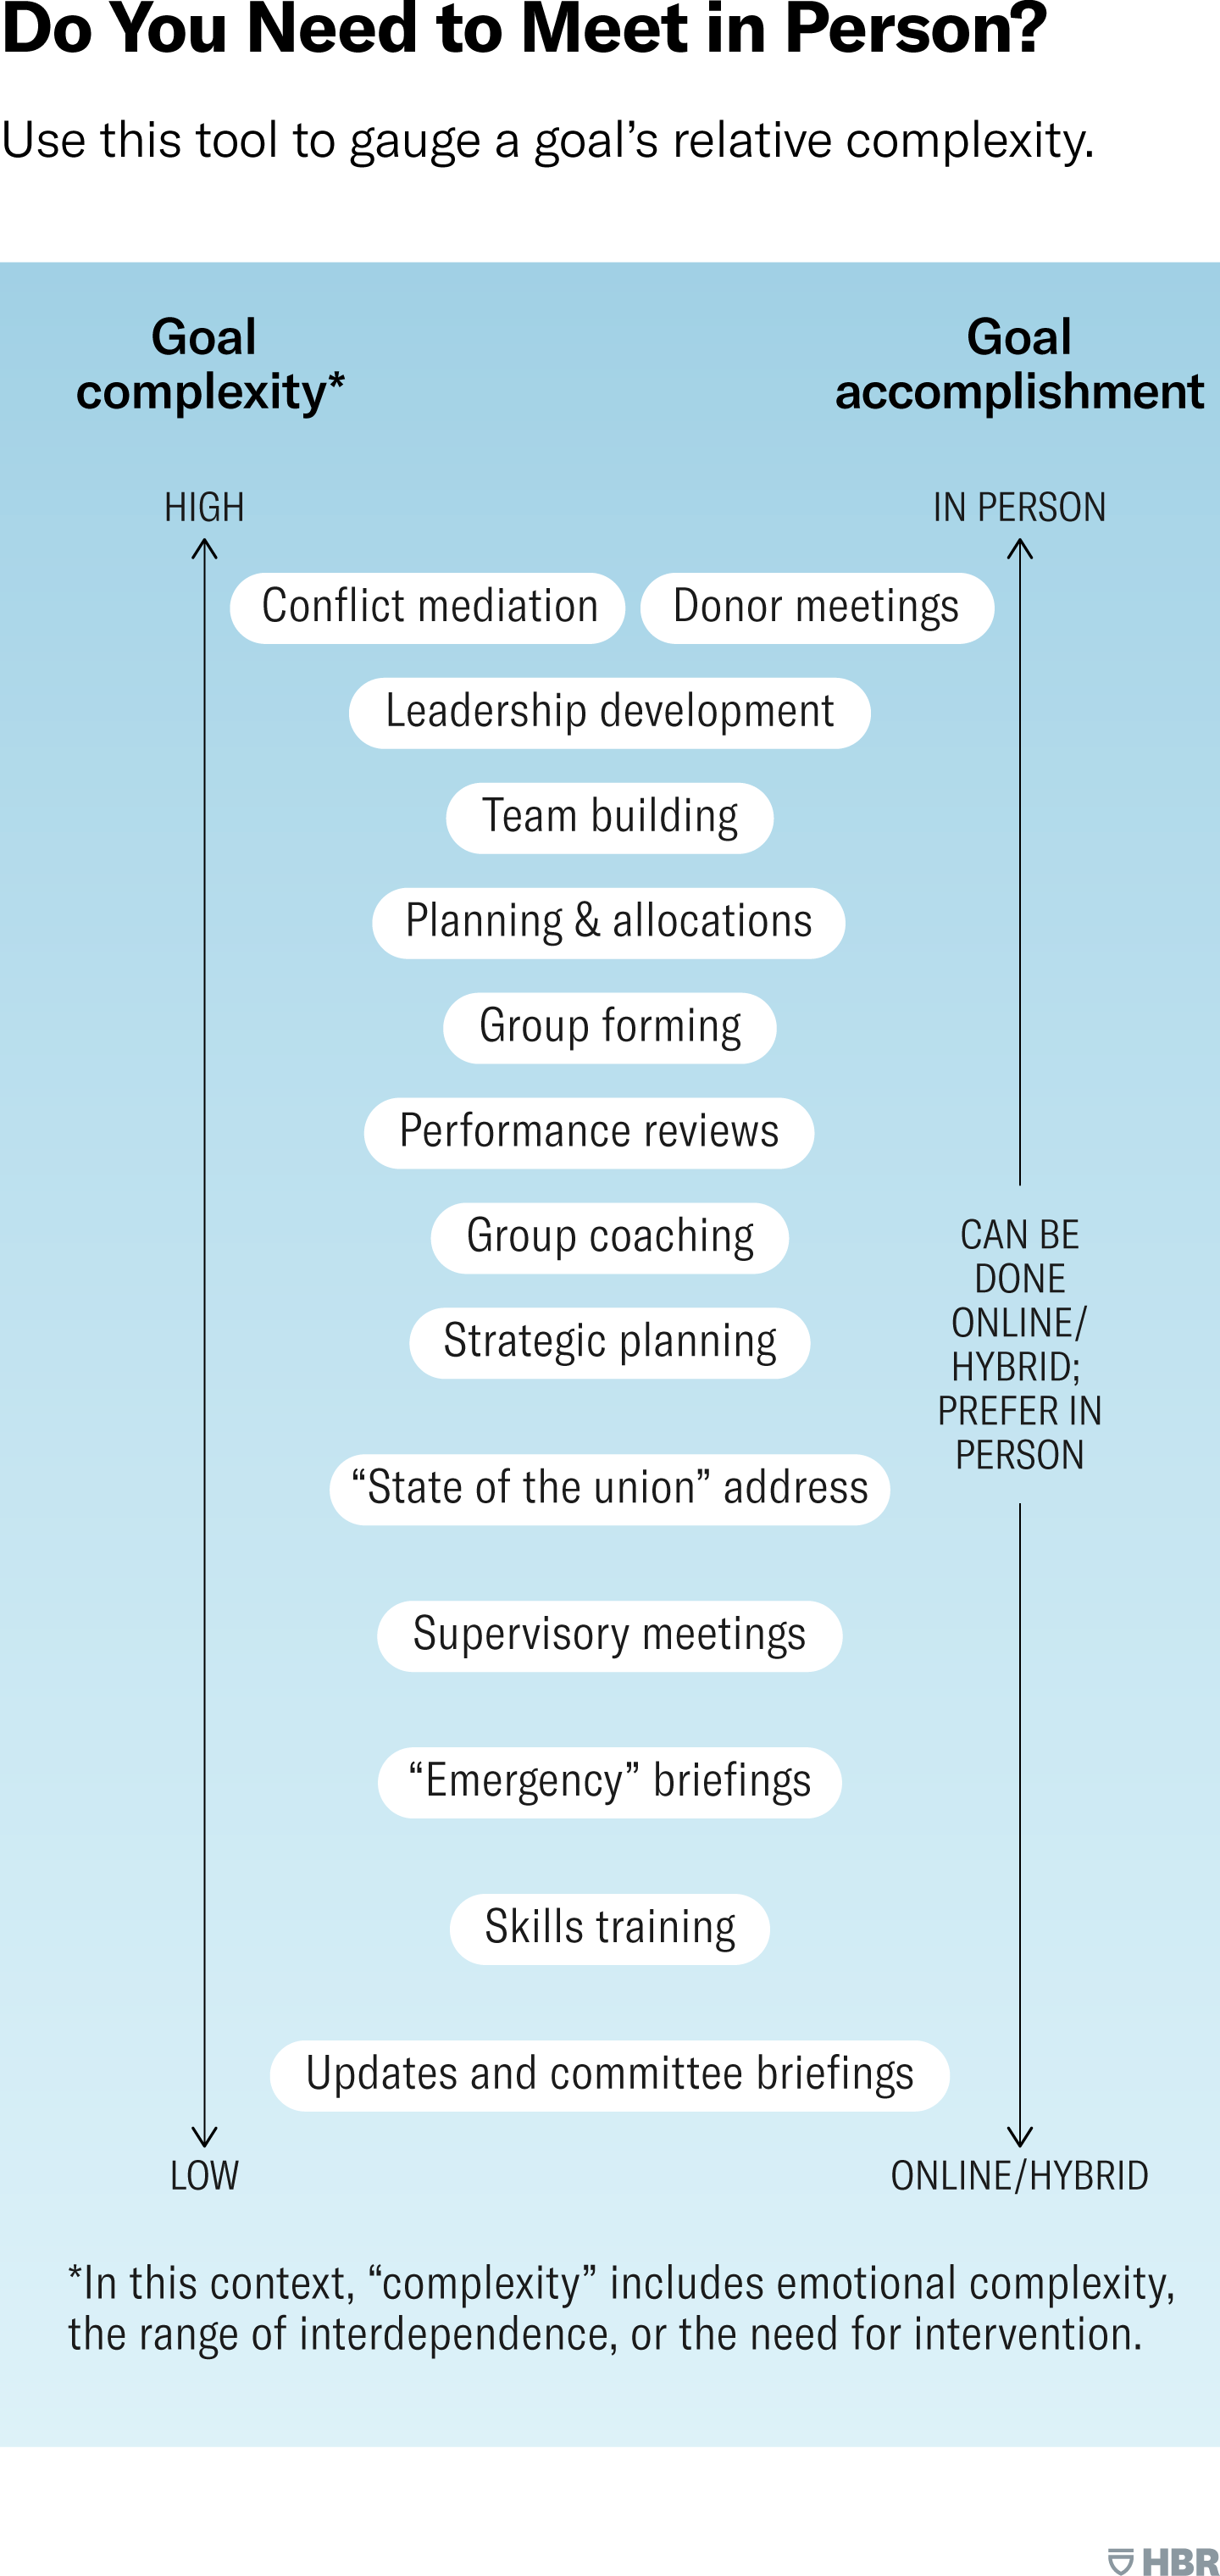 Do You Need to Meet in Person?
Use this tool to gauge a goal’s relative complexity.
Goal
complexity*
Goal
accomplishment
HIGH
IN PERSON
Conflict mediation
Donor meetings
Leadership development
Team building
Planning & allocations
Group forming
Performance reviews
Group coaching
Strategic planning
CAN BE
DONE
ONLINE/
HYBRID;
PREFER IN
PERSON
“State of the union” address
Supervisory meetings
“Emergency” briefings
Skills training
Updates and committee briefings
LOW
ONLINE/HYBRID
*In this context, “complexity” includes emotional complexity,
the range of interdependence, or the need for intervention.
HBR